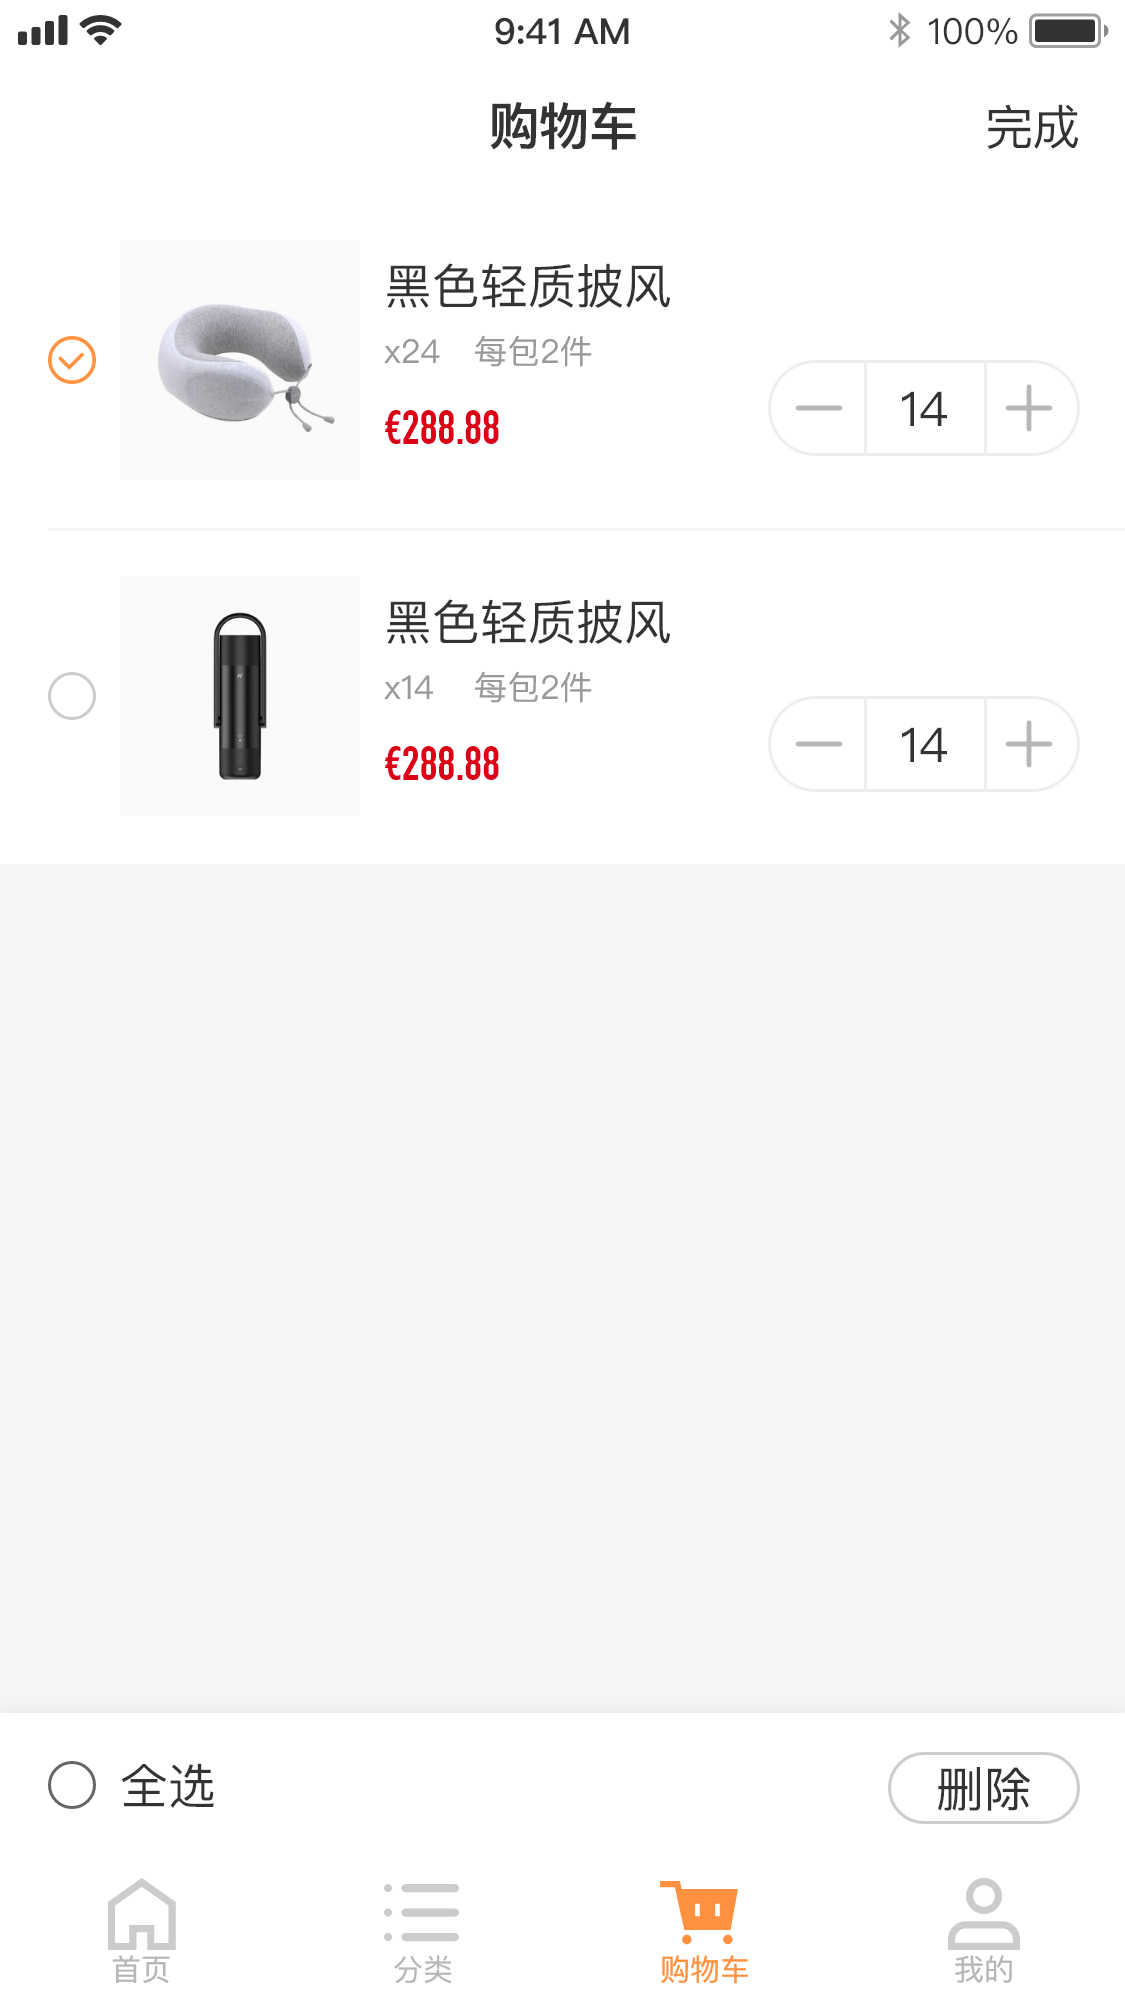 9:41 AM
100%
购物车
完成
黑色轻质披风
x24 每包2件
€288.88
14
黑色轻质披风
x14 每包2件
€288.88
14
全选
删除
首页
分类
购物车
我的